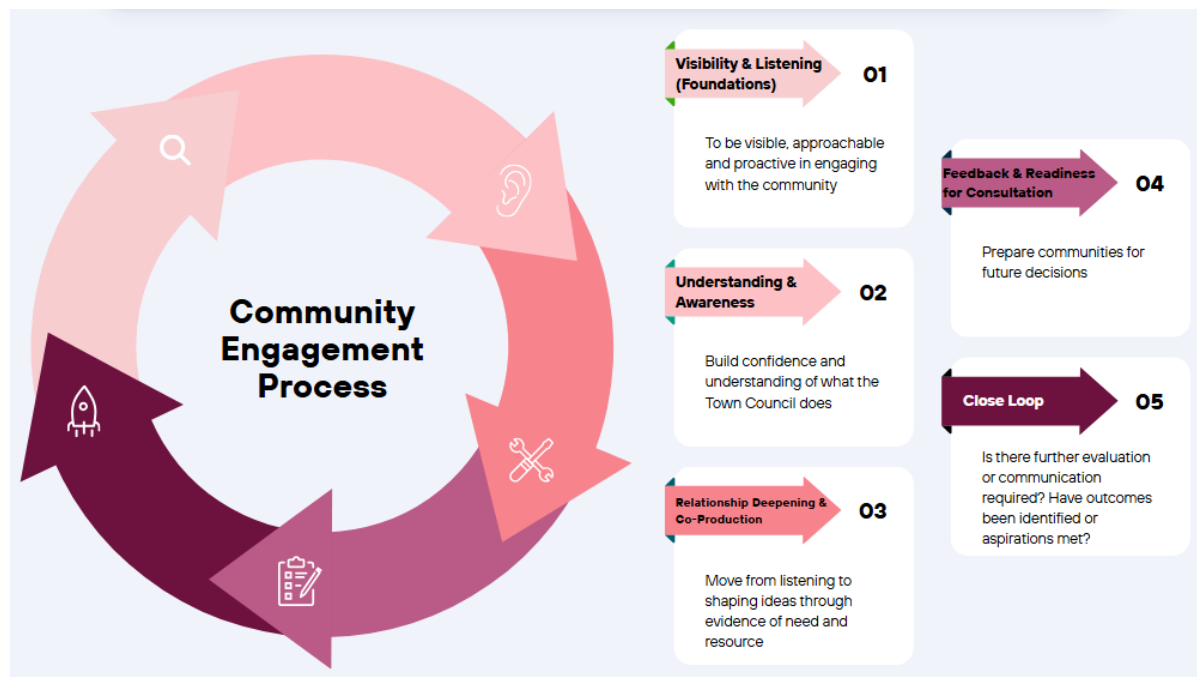 Community
Engagement
Process
Visibility & Listening
(Foundations)
01
To be visible, approachable
and proactive in engaging
with the community
Understanding &
Awareness
02
Build confidence and
understanding of what the
Town Council does
Relationship Deepening &
Co-Production
03
Move from listening to
shaping ideas through
evidence of need and
resource
Feedback & Readiness
for Consultation
04
Prepare communities for
future decisions
Close Loop
05
Is there further evaluation
or communication
required? Have outcomes
been identified or
aspirations met?